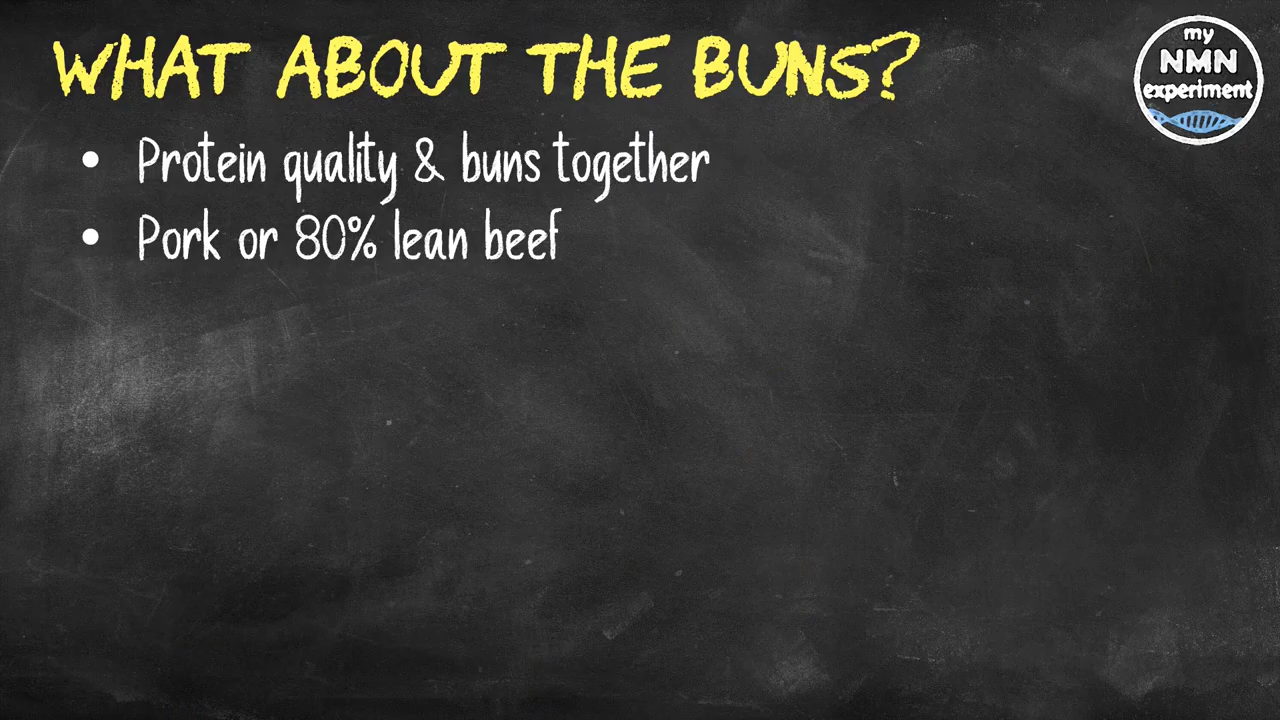 WHAT ABOUT THE BUNS?
• Protein quality & buns together
• Pork or 80% lean beef
my
NMN
experiment